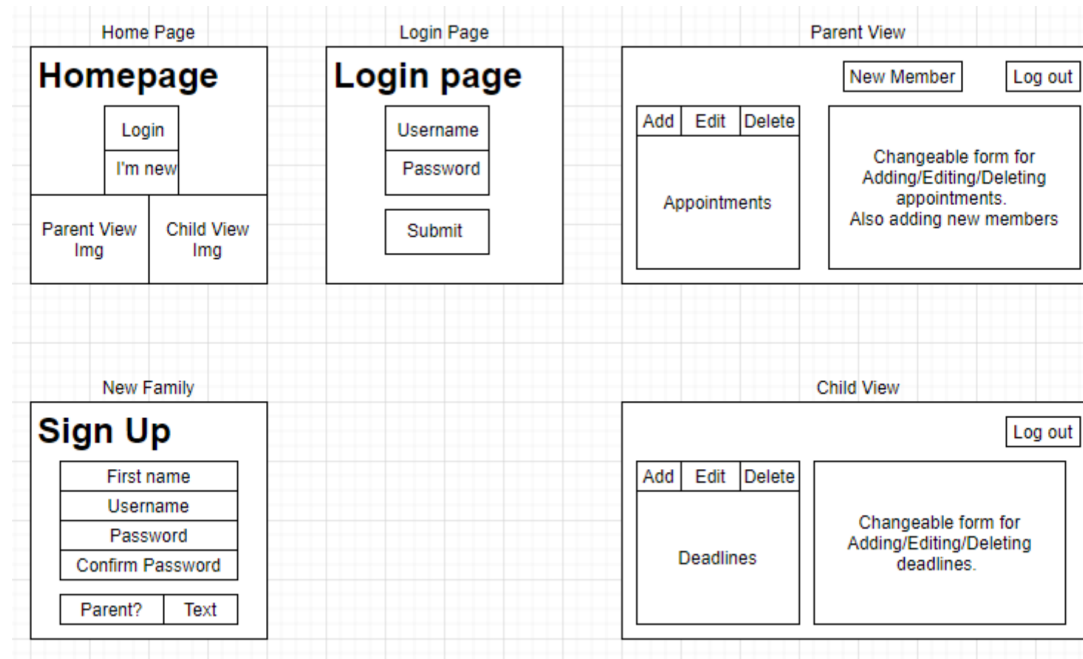 Home Page
Homepage
Login
I'm new
Parent View
Img
Child View
Img
Login Page
Login page
Username
Password
Submit
Parent View
New Member
Log out
Add
Edit
Delete
Appointments
Changeable form for
Adding/Editing/Deleting
appointments.
Also adding new members
New Family
Sign Up
First name
Username
Password
Confirm Password
Parent?
Text
Child View
Log out
Add
Edit
Delete
Deadlines
Changeable form for
Adding/Editing/Deleting
deadlines.